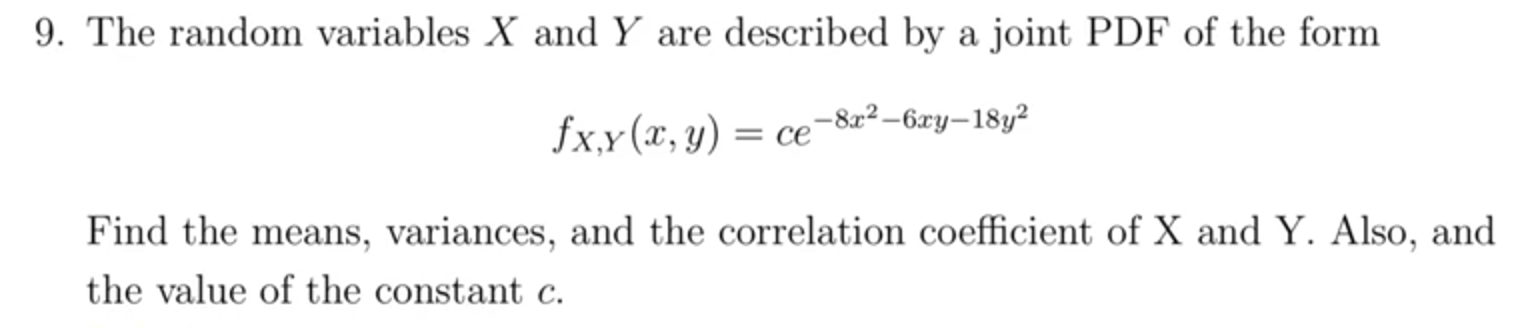 9. The random variables X and Y are described by a joint PDF of the form
f_{X,Y}(x, y) = ce^{-8x^2-6xy-18y^2}
Find the means, variances, and the correlation coefficient of X and Y. Also, and
the value of the constant c.